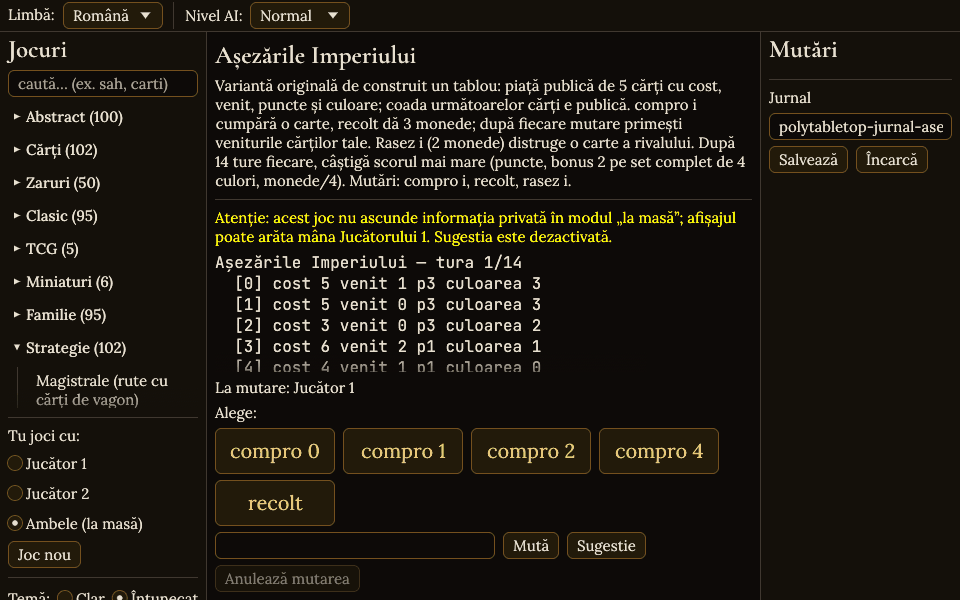 Limbă: Română ▼ Nivel AI: Normal ▼
Jocuri
caută... (ex. sah, carti)
▸ Abstract (100)
▸ Cărți (102)
▸ Zaruri (50)
▸ Clasic (95)
▸ TCG (5)
▸ Miniaturi (6)
▸ Familie (95)
▾ Strategie (102)
Magistrale (rute cu
cărți de vagon)
Tu joci cu:
Jucător 1
Jucător 2
Ambele (la masă)
Joc nou
Temă: Clar Întunecat
Așezările Imperiului
Variantă originală de construit un tablou: piață publică de 5 cărți cu cost,
venit, puncte și culoare; coada următoarelor cărți e publică. compro i
cumpără o carte, recolt dă 3 monede; după fiecare mutare primești
veniturile cărților tale. Rasez i (2 monede) distruge o carte a rivalului. După
14 ture fiecare, câștigă scorul mai mare (puncte, bonus 2 pe set complet de 4
culori, monede/4). Mutări: compro i, recolt, rasez i.
Atenție: acest joc nu ascunde informația privată în modul „la masă”; afișajul
poate arăta mâna Jucătorului 1. Sugestia este dezactivată.
Așezările Imperiului — tura 1/14
[0] cost 5 venit 1 p3 culoarea 3
[1] cost 5 venit 0 p3 culoarea 3
[2] cost 3 venit 0 p3 culoarea 2
[3] cost 6 venit 2 p1 culoarea 1
[4] cost 4 venit 1 p1 culoarea 0
La mutare: Jucător 1
Alege:
compro 0 compro 1 compro 2 compro 4
recolt
Mută Sugestie
Anulează mutarea
Mutări
Jurnal
polytabletop-jurnal-ase
Salvează Încarcă